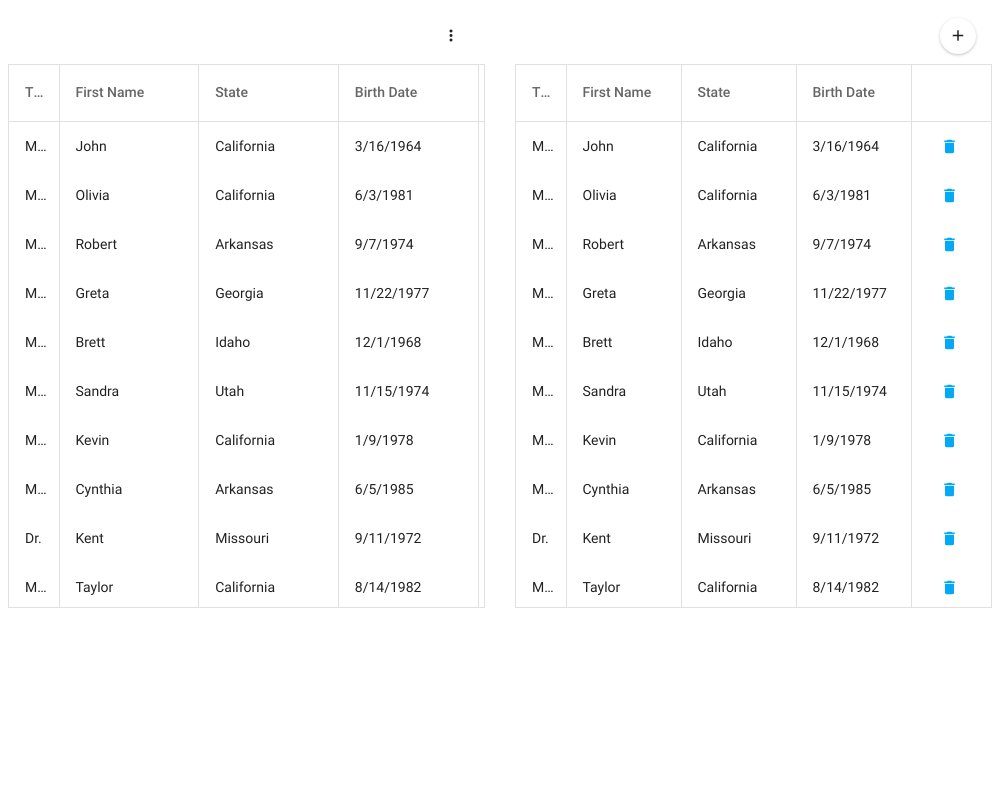 T... First Name State Birth Date
M... John California 3/16/1964
M... Olivia California 6/3/1981
M... Robert Arkansas 9/7/1974
M... Greta Georgia 11/22/1977
M... Brett Idaho 12/1/1968
M... Sandra Utah 11/15/1974
M... Kevin California 1/9/1978
M... Cynthia Arkansas 6/5/1985
Dr. Kent Missouri 9/11/1972
M... Taylor California 8/14/1982
T... First Name State Birth Date
M... John California 3/16/1964
M... Olivia California 6/3/1981
M... Robert Arkansas 9/7/1974
M... Greta Georgia 11/22/1977
M... Brett Idaho 12/1/1968
M... Sandra Utah 11/15/1974
M... Kevin California 1/9/1978
M... Cynthia Arkansas 6/5/1985
Dr. Kent Missouri 9/11/1972
M... Taylor California 8/14/1982